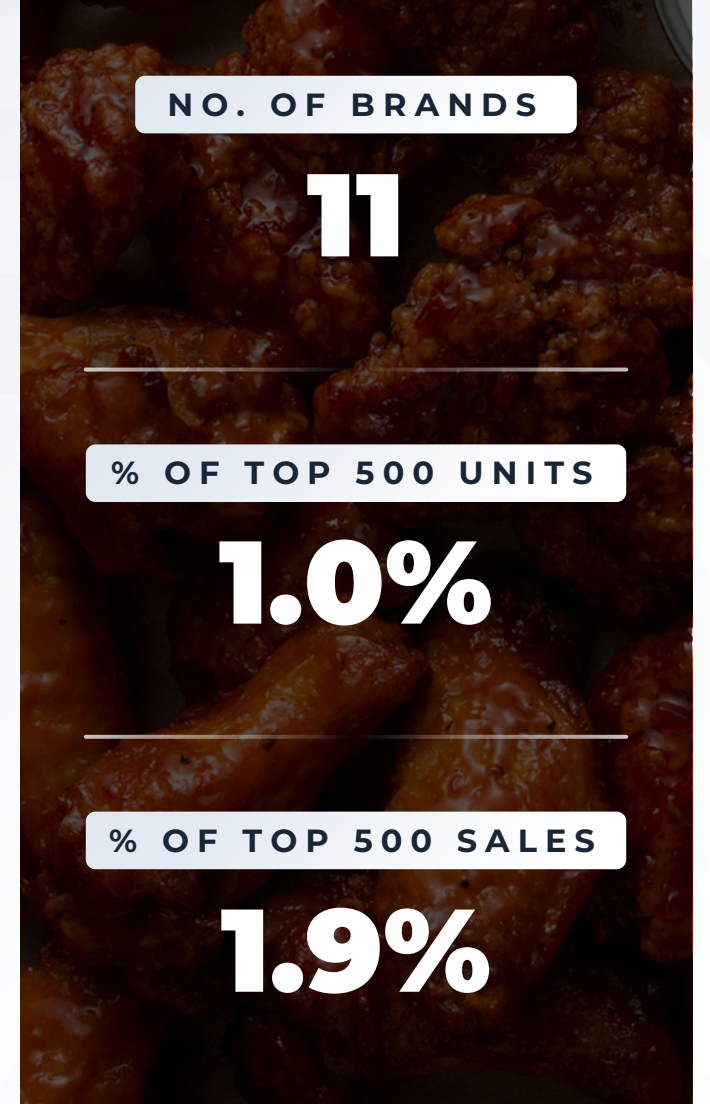 NO. OF BRANDS
11
% OF TOP 500 UNITS
1.0%
% OF TOP 500 SALES
1.9%